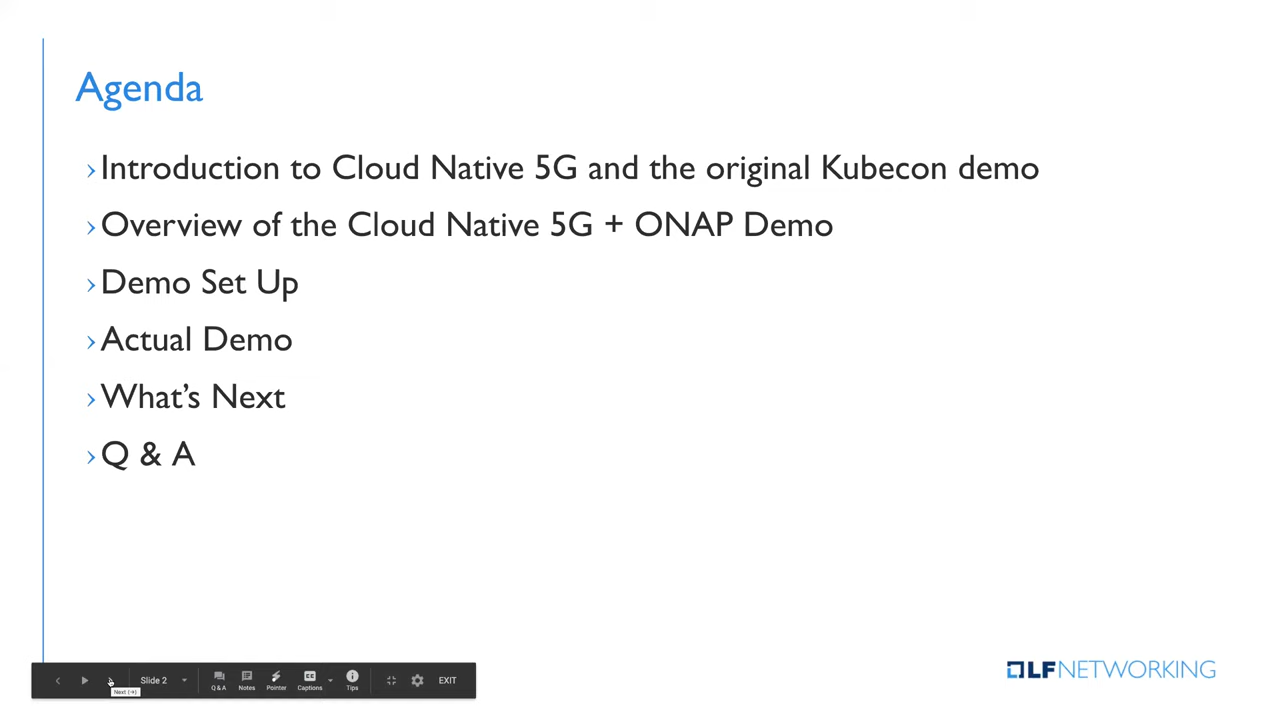 Agenda
›Introduction to Cloud Native 5G and the original Kubecon demo
›Overview of the Cloud Native 5G + ONAP Demo
›Demo Set Up
›Actual Demo
›What’s Next
›Q & A
Slide 2
Q & A
Notes
Pointer
Captions
Tips
EXIT
Next (→)
LFNETWORKING